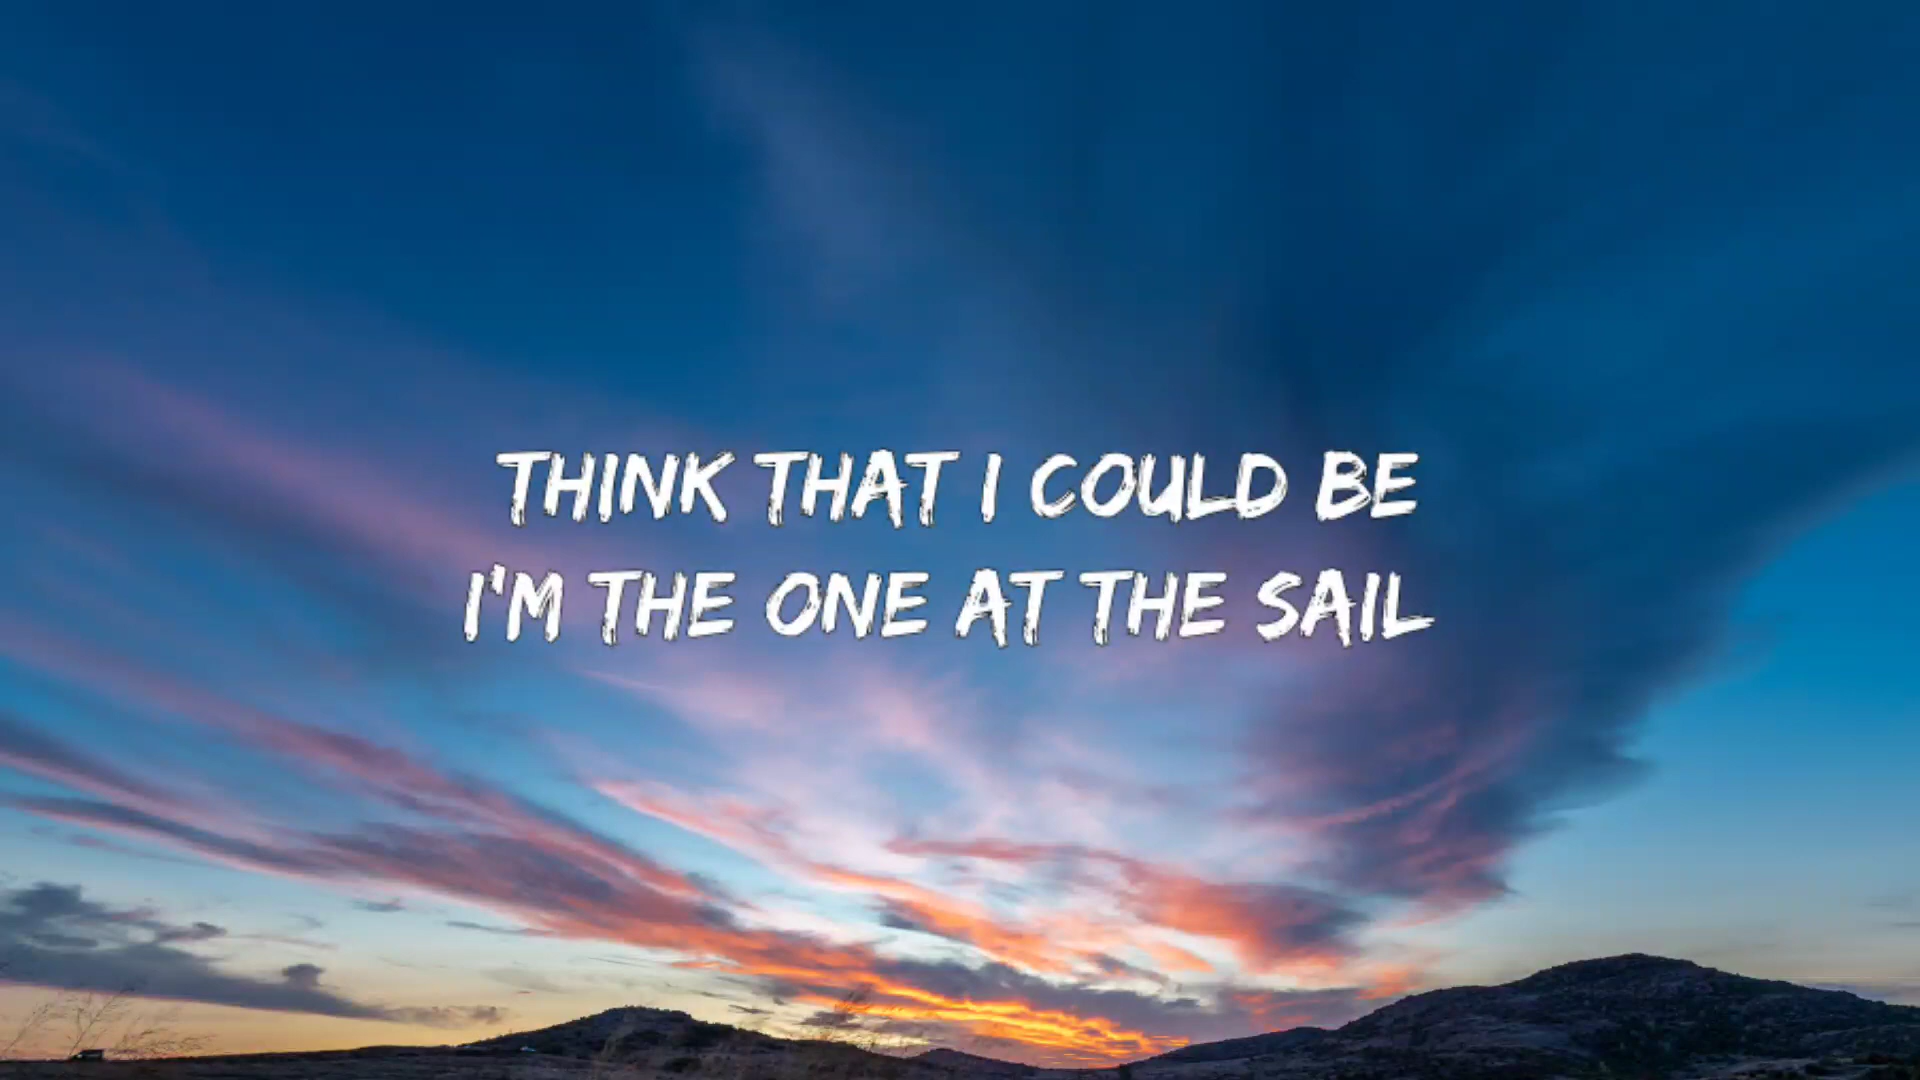 THINK THAT I COULD BE
I'M THE ONE AT THE SAIL